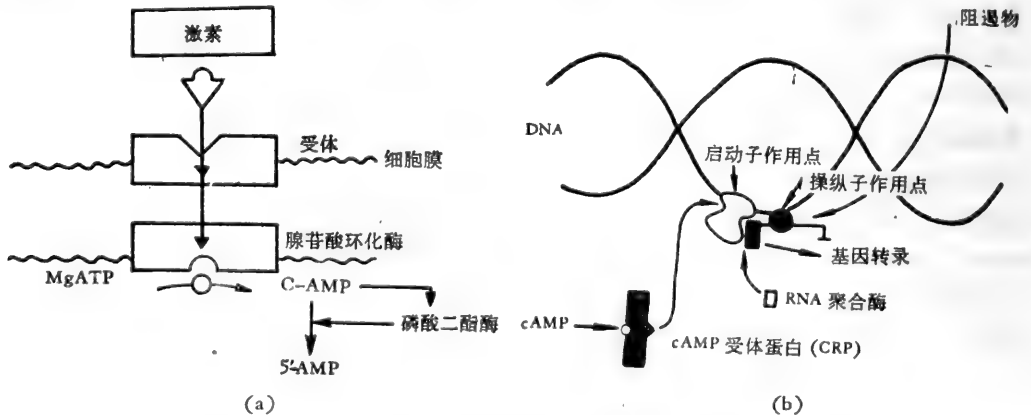 激素
受体
细胞膜
腺苷酸环化酶
MgATP
C-AMP
磷酸二酯酶
5′-AMP
(a)
阻遏物
DNA
启动子作用点
操纵子作用点
基因转录
RNA 聚合酶
cAMP
cAMP 受体蛋白 (CRP)
(b)